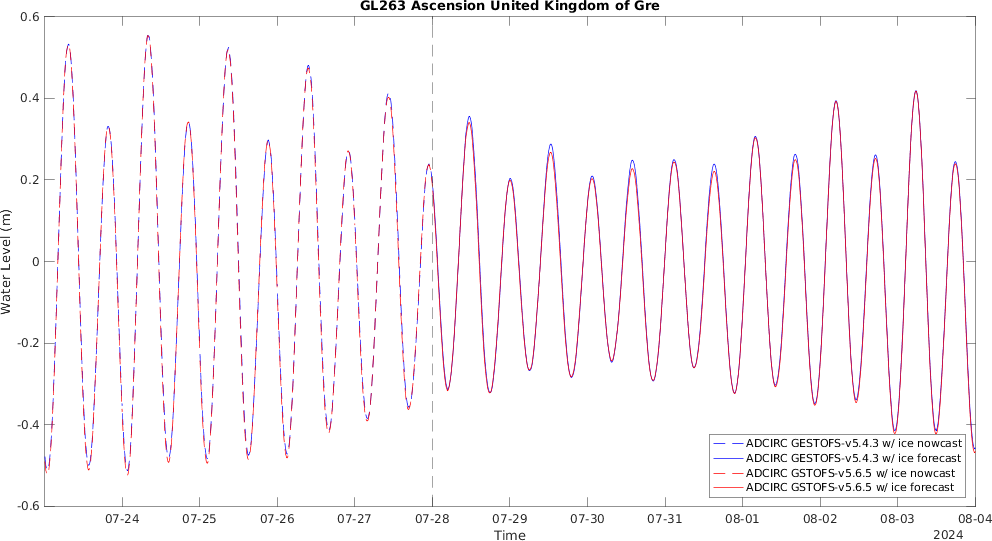 GL263 Ascension United Kingdom of Gre
0.6
0.4
0.2
0
-0.2
-0.4
-0.6
Water Level (m)
ADCIRC GESTOFS-v5.4.3 w/ ice nowcast
ADCIRC GESTOFS-v5.4.3 w/ ice forecast
ADCIRC GSTOFS-v5.6.5 w/ ice nowcast
ADCIRC GSTOFS-v5.6.5 w/ ice forecast
07-24 07-25 07-26 07-27 07-28 07-29 07-30 07-31 08-01 08-02 08-03 08-04
Time
2024